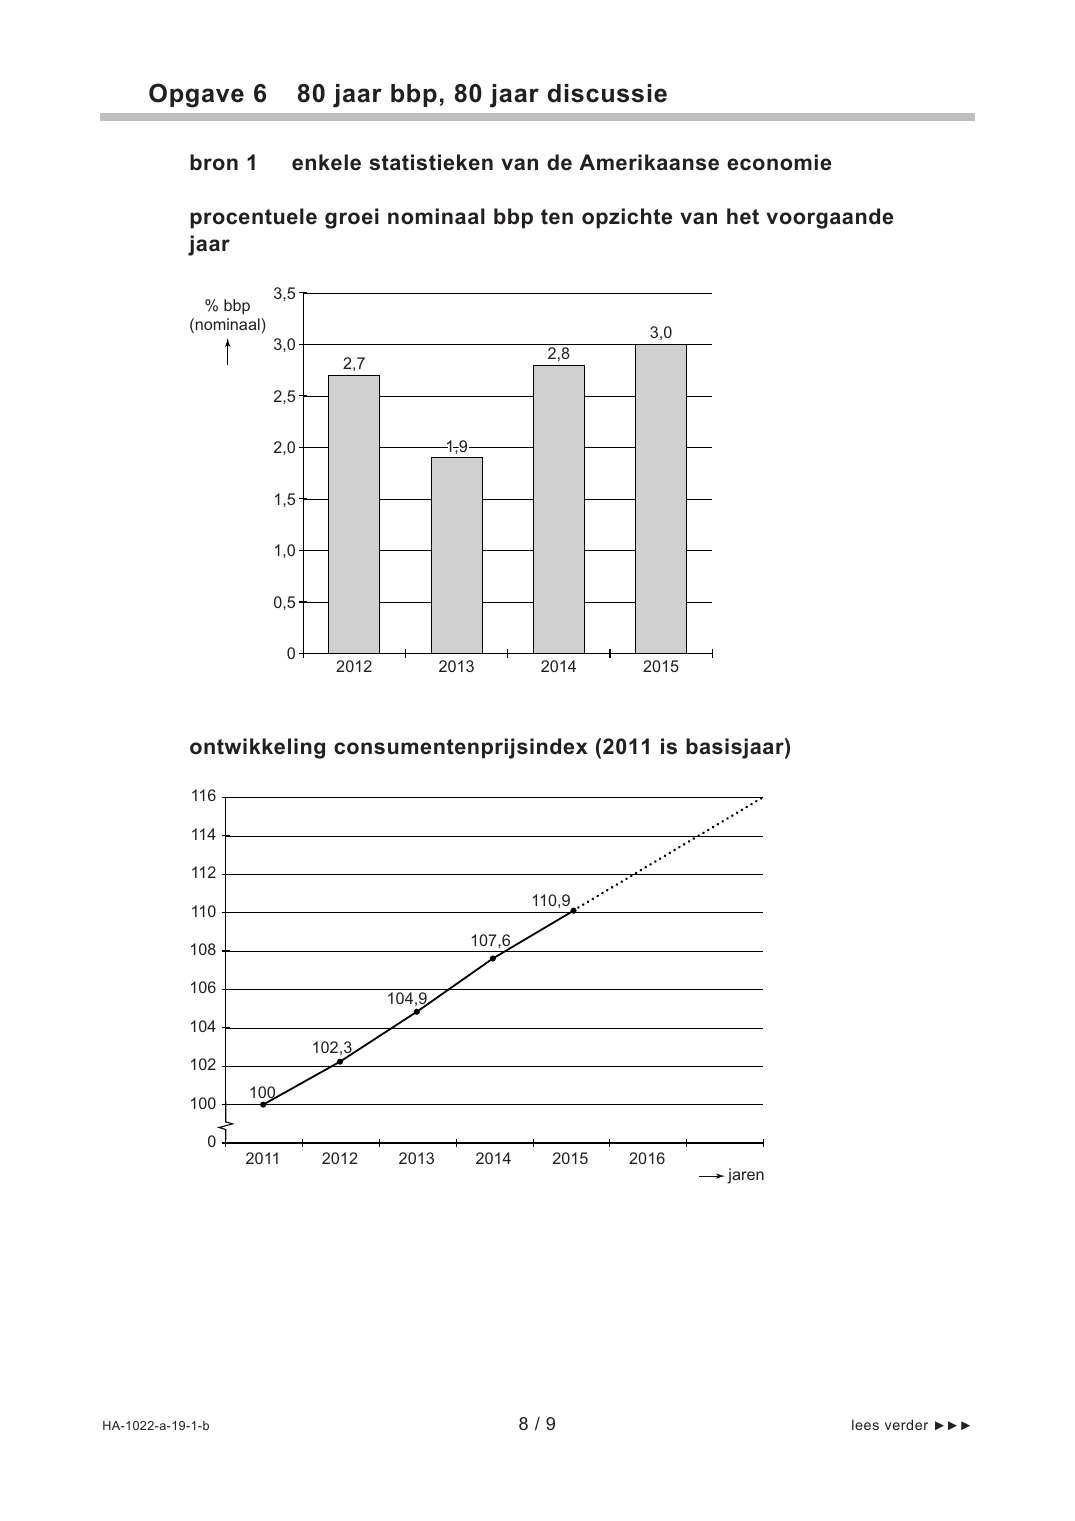 Opgave 6 80 jaar bbp, 80 jaar discussie
bron 1 enkele statistieken van de Amerikaanse economie
procentuele groei nominaal bbp ten opzichte van het voorgaande
jaar
% bbp
(nominaal)
3,5
3,0
2,5
2,0
1,5
1,0
0,5
0
2,7
1,9
2,8
3,0
2012 2013 2014 2015
ontwikkeling consumentenprijsindex (2011 is basisjaar)
116
114
112
110
108
106
104
102
100
0
100
102,3
104,9
107,6
110,9
2011 2012 2013 2014 2015 2016
jaren
HA-1022-a-19-1-b 8 / 9 lees verder ►►►